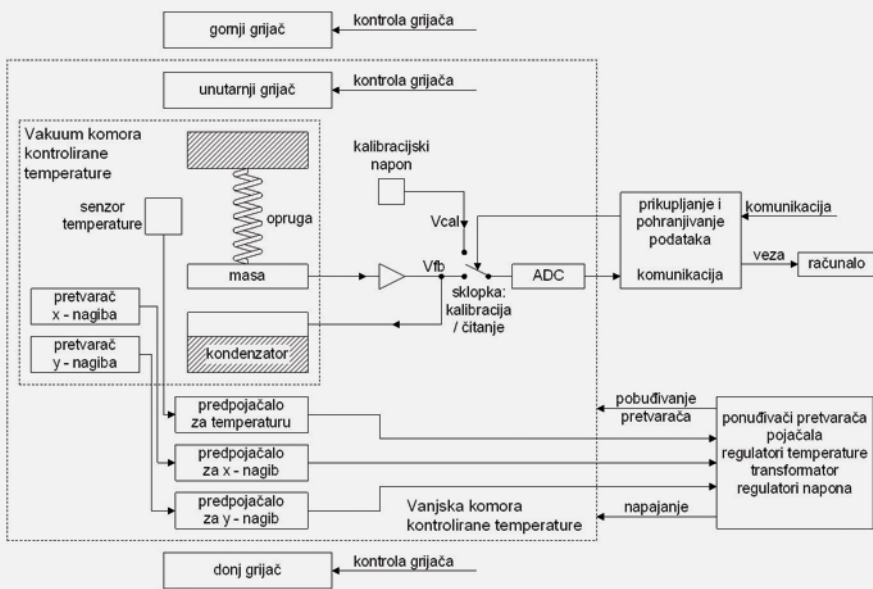 gornji grijač
kontrola grijača
unutarnji grijač
kontrola grijača
Vakuum komora
kontrolirane
temperature
senzor
temperature
opruga
masa
kalibracijski
napon
Vcal
Vfb
sklopka:
kalibracija
/ čitanje
ADC
prikupljanje i
pohranjivanje
podataka
komunikacija
komunikacija
veza
računalo
pretvarač
x - nagiba
pretvarač
y - nagiba
kondenzator
predpojačalo
za temperaturu
predpojačalo
za x - nagib
predpojačalo
za y - nagib
pobuđivanje
pretvarača
ponuđivači pretvarača
pojačala
regulatori temperature
transformator
regulatori napona
Vanjska komora
kontrolirane temperature
napajanje
donj grijač
kontrola grijača